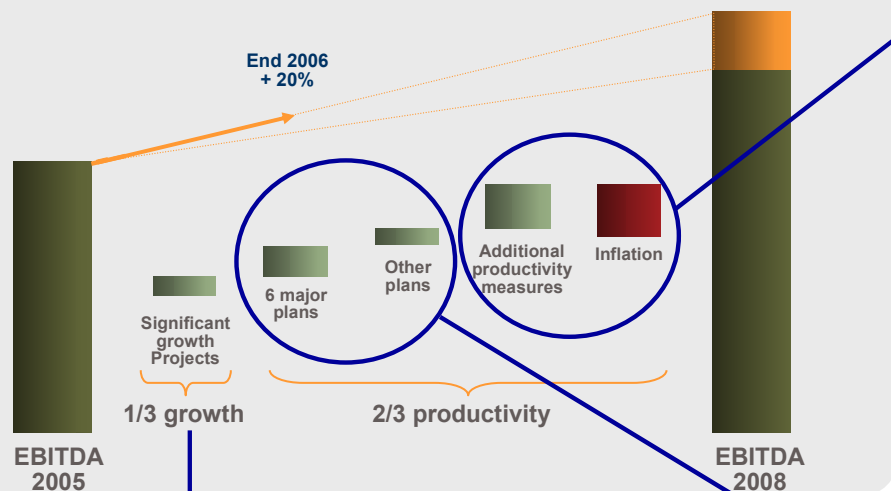 End 2006
+ 20%
Significant
growth
Projects
6 major
plans
Other
plans
Additional
productivity
measures
Inflation
1/3 growth
2/3 productivity
EBITDA
2005
EBITDA
2008